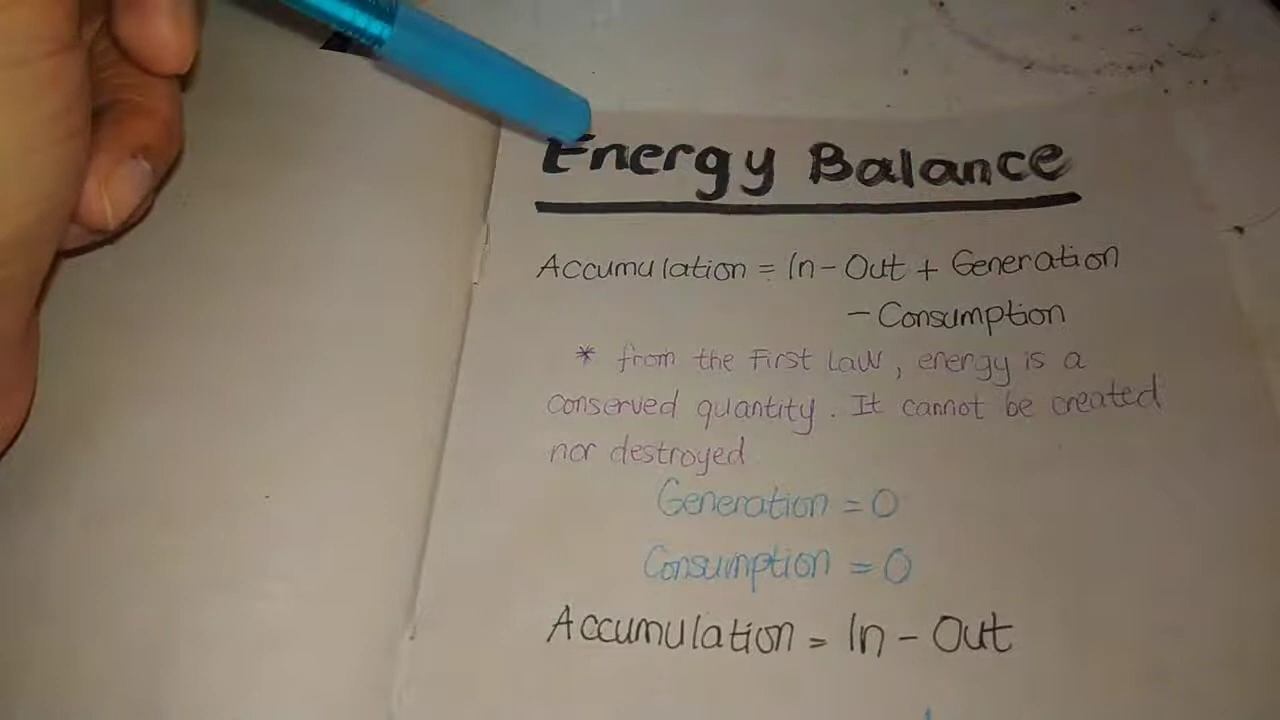 Energy Balance
Accumulation = In - Out + Generation
- Consumption
* from the First Law, energy is a
conserved quantity. It cannot be created
nor destroyed
Generation = 0
Consumption = 0
Accumulation = In - Out